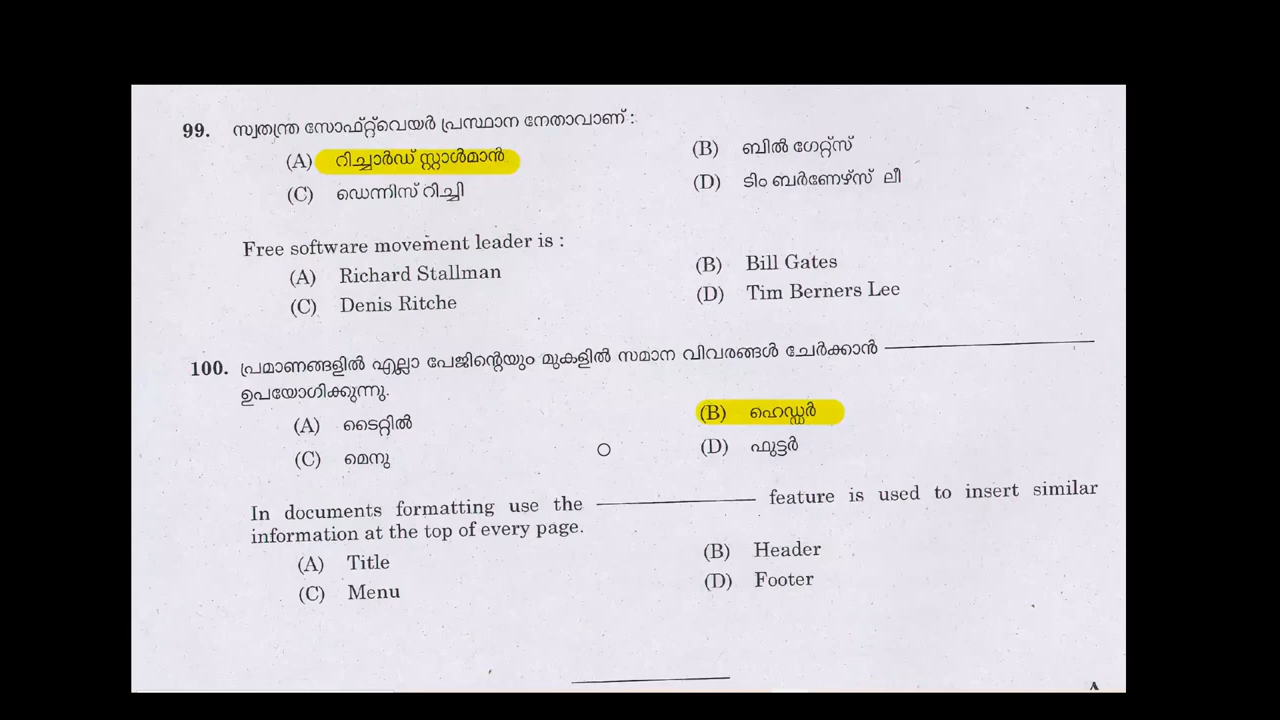 99. സ്വതന്ത്ര സോഫ്റ്റ്‌വെയർ പ്രസ്ഥാന നേതാവാണ് :
(A) റിച്ചാർഡ് സ്റ്റാൾമാൻ (B) ബിൽ ഗേറ്റ്സ്
(C) ഡെന്നിസ് റിച്ചി (D) ടിം ബർണേഴ്സ് ലീ
Free software movement leader is :
(A) Richard Stallman (B) Bill Gates
(C) Denis Ritche (D) Tim Berners Lee
100. പ്രമാണങ്ങളിൽ എല്ലാ പേജിന്റെയും മുകളിൽ സമാന വിവരങ്ങൾ ചേർക്കാൻ ————
ഉപയോഗിക്കുന്നു.
(A) ടൈറ്റിൽ (B) ഹെഡ്ഡർ
(C) മെനു (D) ഫുട്ടർ
In documents formatting use the ———— feature is used to insert similar
information at the top of every page.
(A) Title (B) Header
(C) Menu (D) Footer
A